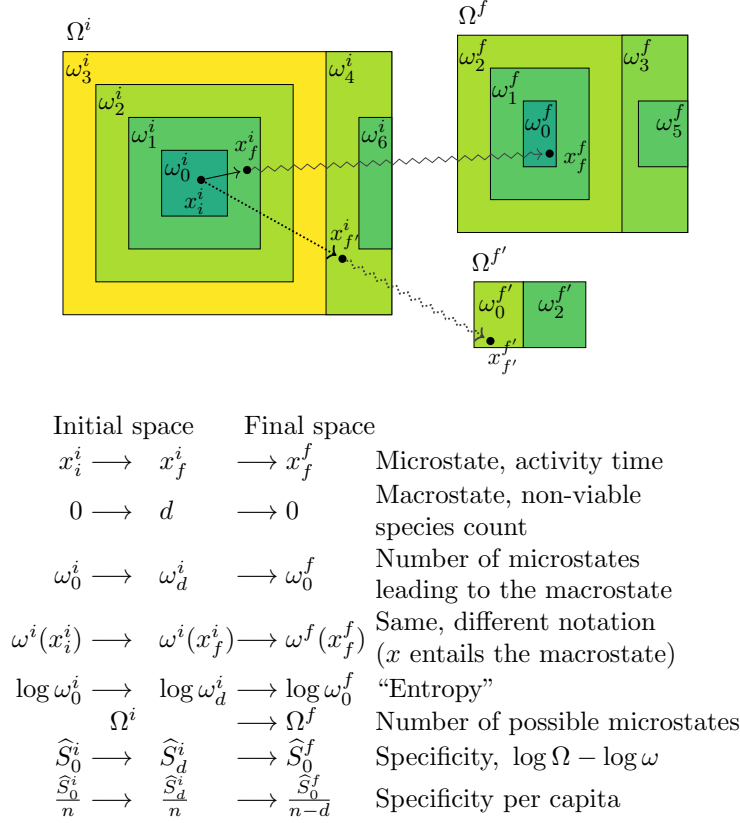 Ω^i
Ω^f
ω_3^i
ω_4^i
ω_2^f
ω_3^f
ω_2^i
ω_1^f
ω_1^i
x_f^i
ω_6^i
ω_0^f
ω_5^f
ω_0^i
x_f^f
x_i^i
x_{f'}^i
Ω^{f'}
ω_0^{f'}
ω_2^{f'}
x_{f'}^{f'}
Initial space Final space
x_i^i ⟶ x_f^i ⟶ x_f^f Microstate, activity time
0 ⟶ d ⟶ 0 Macrostate, non-viable
species count
ω_0^i ⟶ ω_d^i ⟶ ω_0^f Number of microstates
leading to the macrostate
ω^i(x_i^i) ⟶ ω^i(x_f^i) ⟶ ω^f(x_f^f) Same, different notation
(x entails the macrostate)
log ω_0^i ⟶ log ω_d^i ⟶ log ω_0^f “Entropy”
Ω^i ⟶ Ω^f Number of possible microstates
Ŝ_0^i ⟶ Ŝ_d^i ⟶ Ŝ_0^f Specificity, log Ω − log ω
Ŝ_0^i/n ⟶ Ŝ_d^i/n ⟶ Ŝ_0^f/(n−d) Specificity per capita